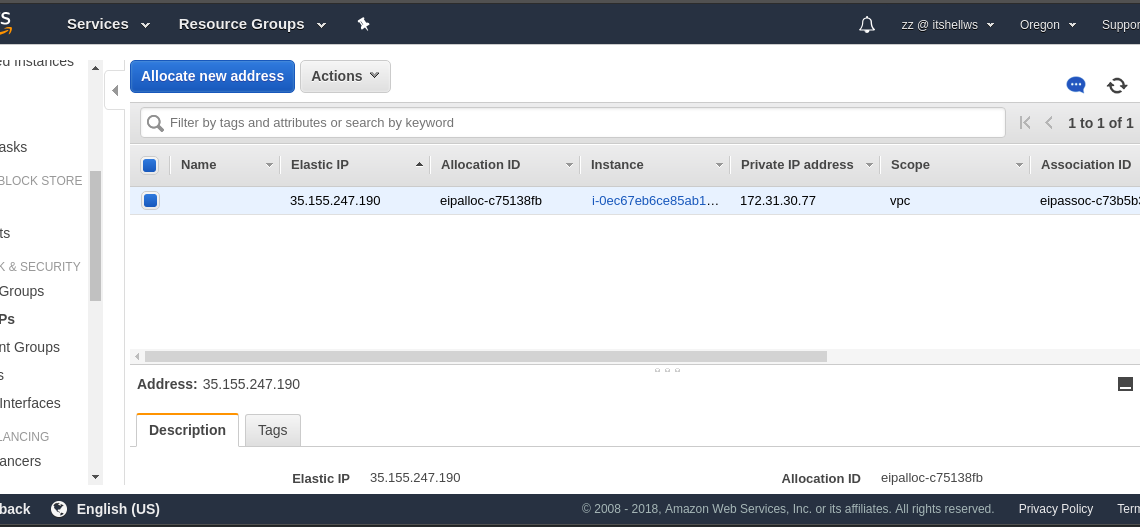 Services Resource Groups zz @ itshellws Oregon Suppor
ed Instances
Allocate new address Actions
Filter by tags and attributes or search by keyword 1 to 1 of 1
asks
BLOCK STORE
ts
K & SECURITY
Groups
Ps
nt Groups
s
Interfaces
LANCING
ancers
Name Elastic IP Allocation ID Instance Private IP address Scope Association ID
35.155.247.190 eipalloc-c75138fb i-0ec67eb6ce85ab1… 172.31.30.77 vpc eipassoc-c73b5b3
Address: 35.155.247.190
Description Tags
Elastic IP 35.155.247.190 Allocation ID eipalloc-c75138fb
back English (US) © 2008 - 2018, Amazon Web Services, Inc. or its affiliates. All rights reserved. Privacy Policy Tern